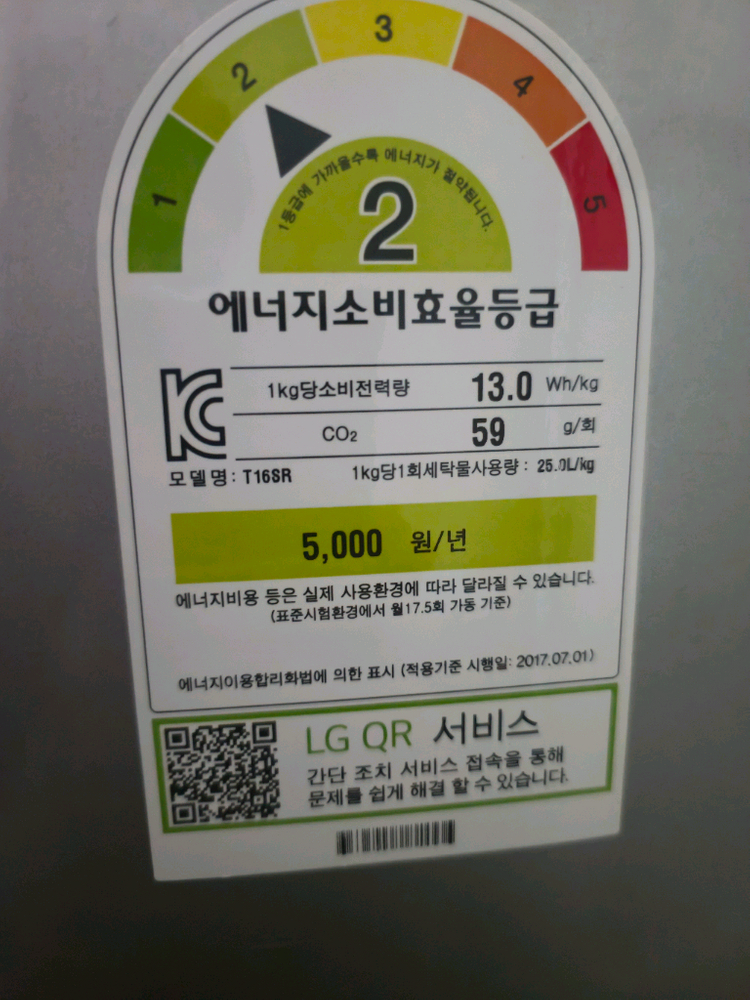 1 2 3 4 5
1등급에 가까울수록 에너지가 절약됩니다.
2
에너지소비효율등급
1kg당소비전력량 13.0 Wh/kg
CO₂ 59 g/회
모델명: T16SR 1kg당1회세탁물사용량 : 25.0L/kg
5,000 원/년
에너지비용 등은 실제 사용환경에 따라 달라질 수 있습니다.
(표준시험환경에서 월17.5회 가동 기준)
에너지이용합리화법에 의한 표시 (적용기준 시행일: 2017.07.01)
LG QR 서비스
간단 조치 서비스 접속을 통해
문제를 쉽게 해결 할 수 있습니다.